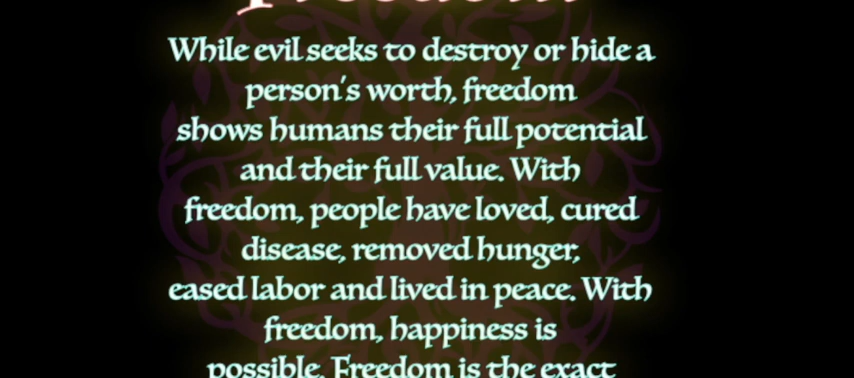 Freedom
While evil seeks to destroy or hide a
person's worth, freedom
shows humans their full potential
and their full value. With
freedom, people have loved, cured
disease, removed hunger,
eased labor and lived in peace. With
freedom, happiness is
possible. Freedom is the exact